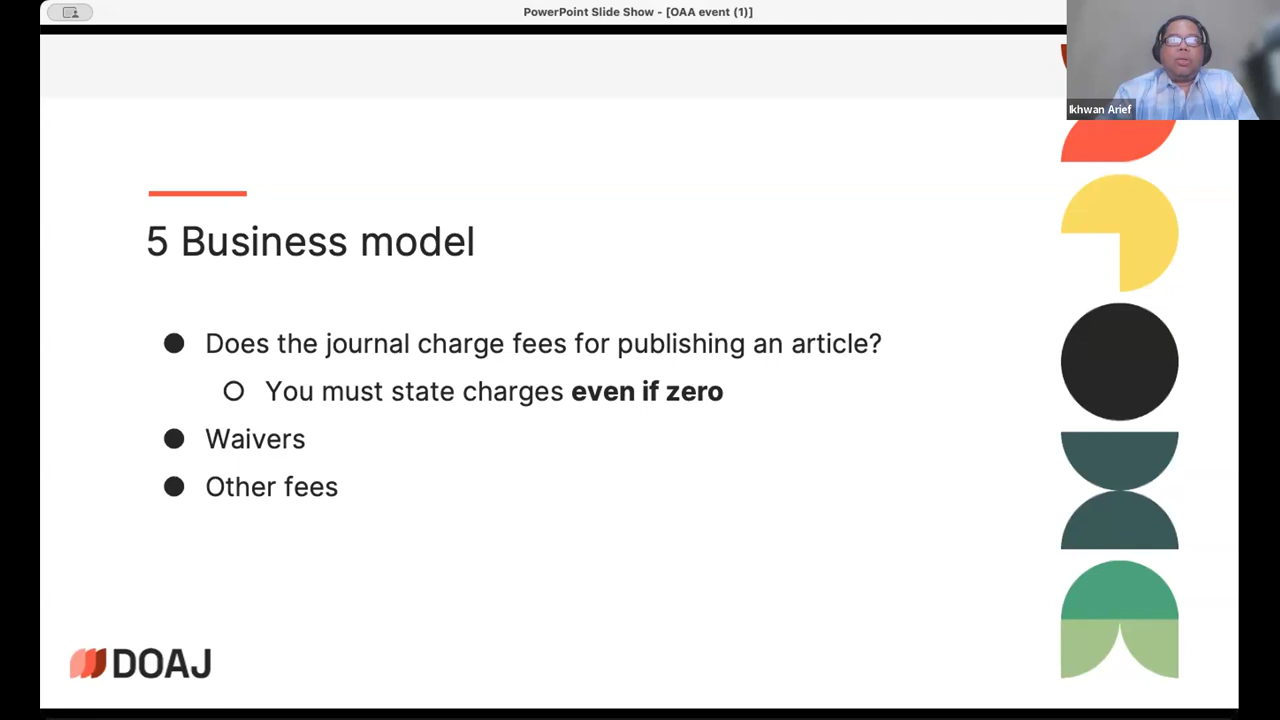 PowerPoint Slide Show - [OAA event (1)]
Ikhwan Arief
5 Business model
Does the journal charge fees for publishing an article?
You must state charges even if zero
Waivers
Other fees
DOAJ